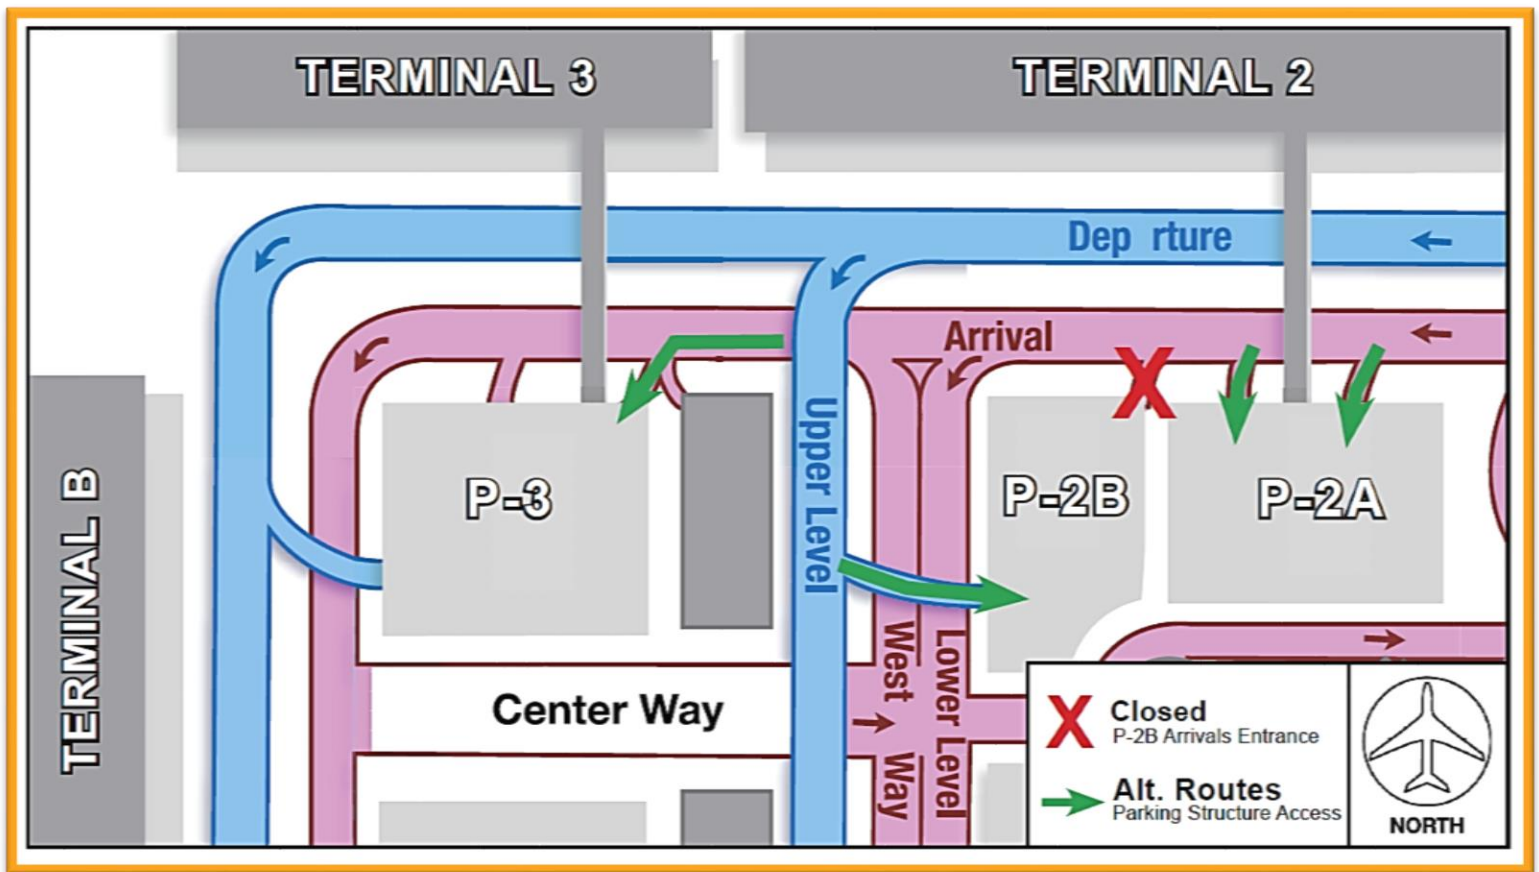 TERMINAL 3
TERMINAL 2
Dep rture
Arrival
Upper Level
P-3
P-2B
P-2A
TERMINAL B
West Way
Lower Level
Center Way
X Closed
P-2B Arrivals Entrance
Alt. Routes
Parking Structure Access
NORTH